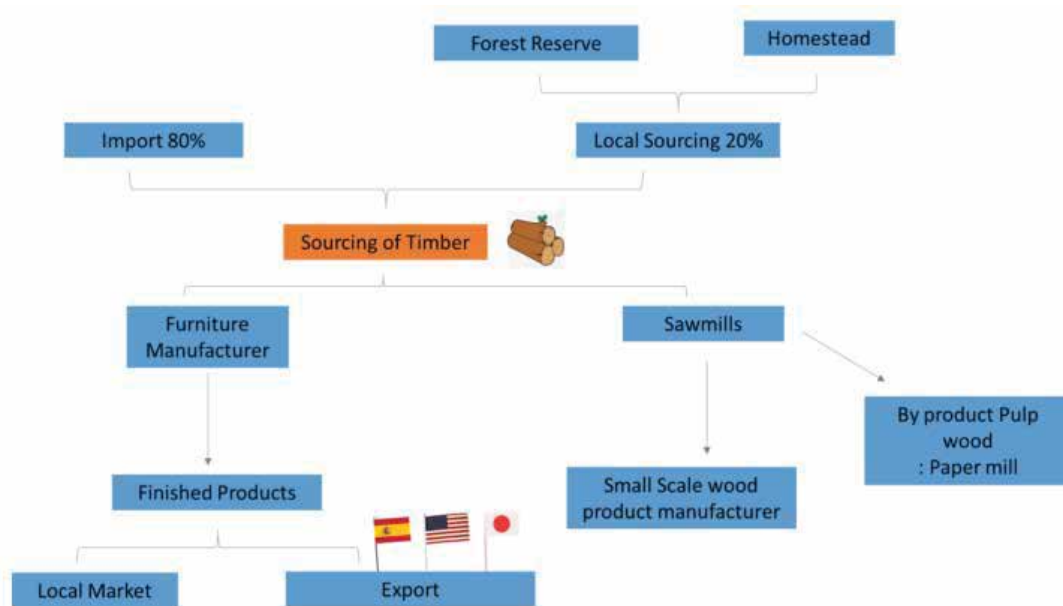 Forest Reserve
Homestead
Import 80%
Local Sourcing 20%
Sourcing of Timber
Furniture
Manufacturer
Sawmills
By product Pulp
wood
: Paper mill
Finished Products
Small Scale wood
product manufacturer
Local Market
Export